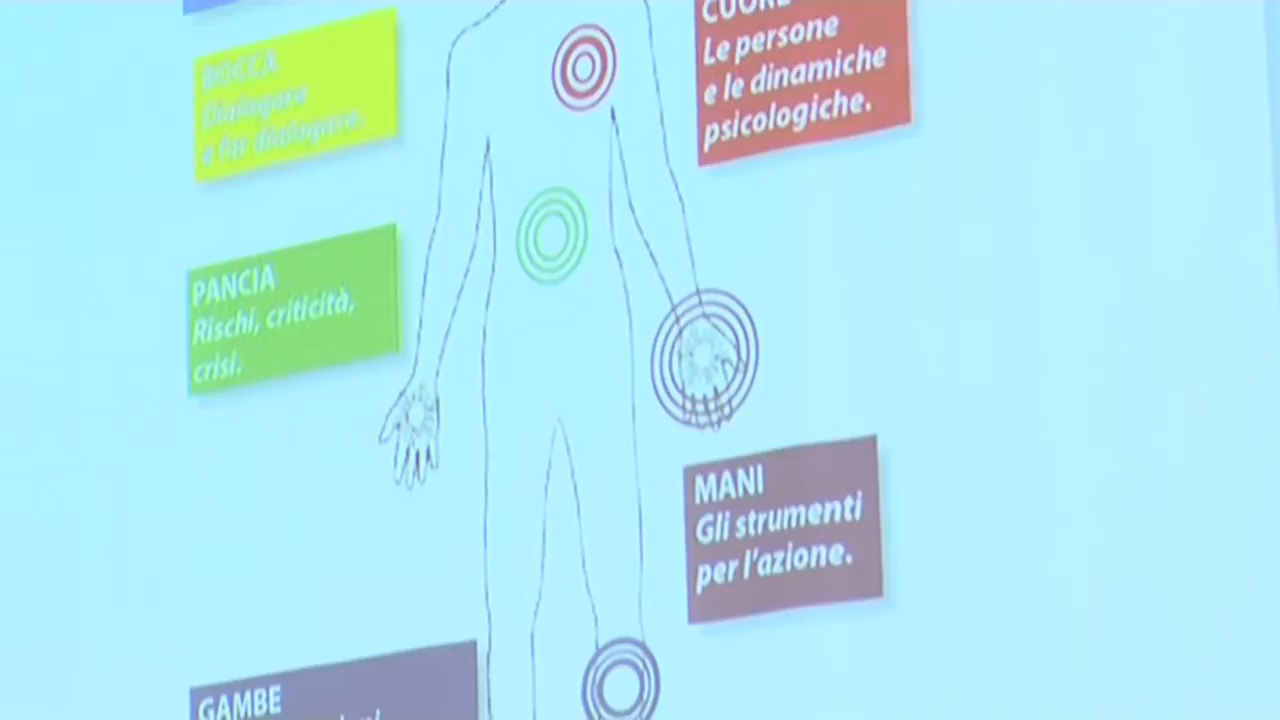 BOCCA
Dialogare
e far dialogare.
CUORE
Le persone
e le dinamiche
psicologiche.
PANCIA
Rischi, criticità,
crisi.
MANI
Gli strumenti
per l'azione.
GAMBE